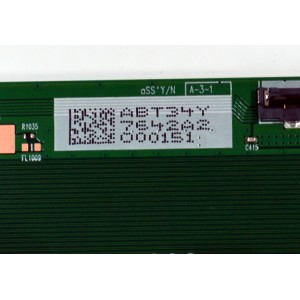 aSS'Y/N A-3-1
R1035
ABT34Y
7542A2
000151
FL1009
C415